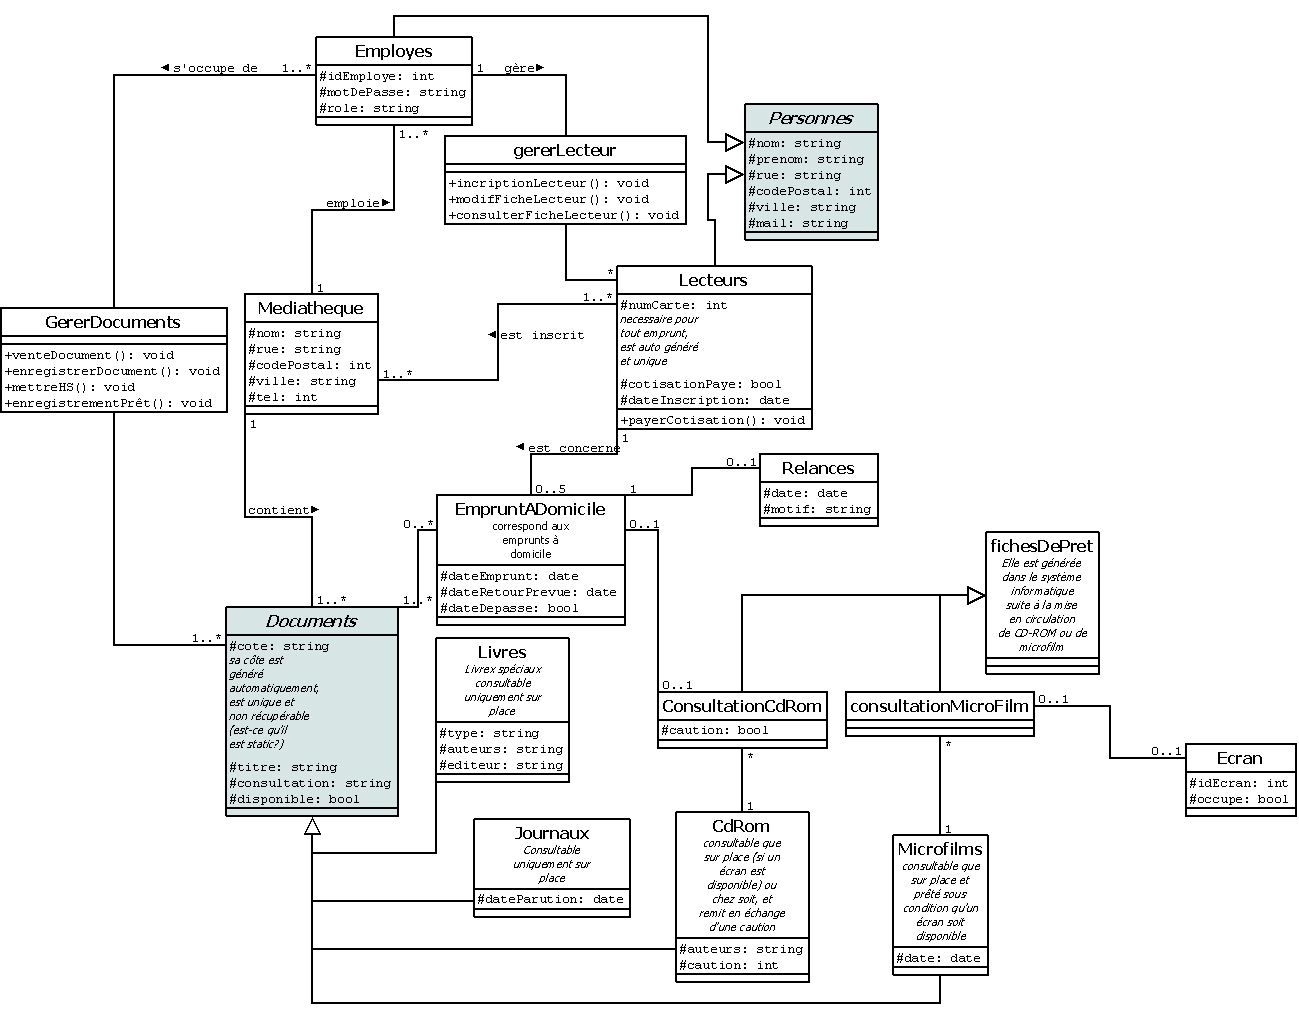 Employes
#idEmploye: int
#motDePasse: string
#role: string
◄ s'occupe de
1..*
1
gère►
1..*
Personnes
#nom: string
#prenom: string
#rue: string
#codePostal: int
#ville: string
#mail: string
gererLecteur
+incriptionLecteur(): void
+modifFicheLecteur(): void
+consulterFicheLecteur(): void
emploie►
1
*
Lecteurs
#numCarte: int
necessaire pour
tout emprunt,
est auto généré
et unique
#cotisationPaye: bool
#dateInscription: date
+payerCotisation(): void
1..*
◄ est inscrit
1..*
Mediatheque
#nom: string
#rue: string
#codePostal: int
#ville: string
#tel: int
GererDocuments
+venteDocument(): void
+enregistrerDocument(): void
+mettreHS(): void
+enregistrementPrêt(): void
1
1
◄ est concerne
0..5
1
0..1
Relances
#date: date
#motif: string
contient►
EmpruntADomicile
correspond aux
emprunts à
domicile
#dateEmprunt: date
#dateRetourPrevue: date
#dateDepasse: bool
0..*
0..1
fichesDePret
Elle est générée
dans le système
informatique
suite à la mise
en circulation
de CD-ROM ou de
microfilm
1..*
1..*
1..*
Documents
#cote: string
sa côte est
généré
automatiquement,
est unique et
non récupérable
(est-ce qu'il
est static?)
#titre: string
#consultation: string
#disponible: bool
Livres
Livrex spéciaux
consultable
uniquement sur
place
#type: string
#auteurs: string
#editeur: string
0..1
ConsultationCdRom
#caution: bool
consultationMicroFilm
0..1
0..1
Ecran
#idEcran: int
#occupe: bool
*
*
1
1
Journaux
Consultable
uniquement sur
place
#dateParution: date
CdRom
consultable que
sur place (si un
écran est
disponible) ou
chez soit, et
remit en échange
d'une caution
#auteurs: string
#caution: int
Microfilms
consultable que
sur place et
prêté sous
condition qu'un
écran soit
disponible
#date: date